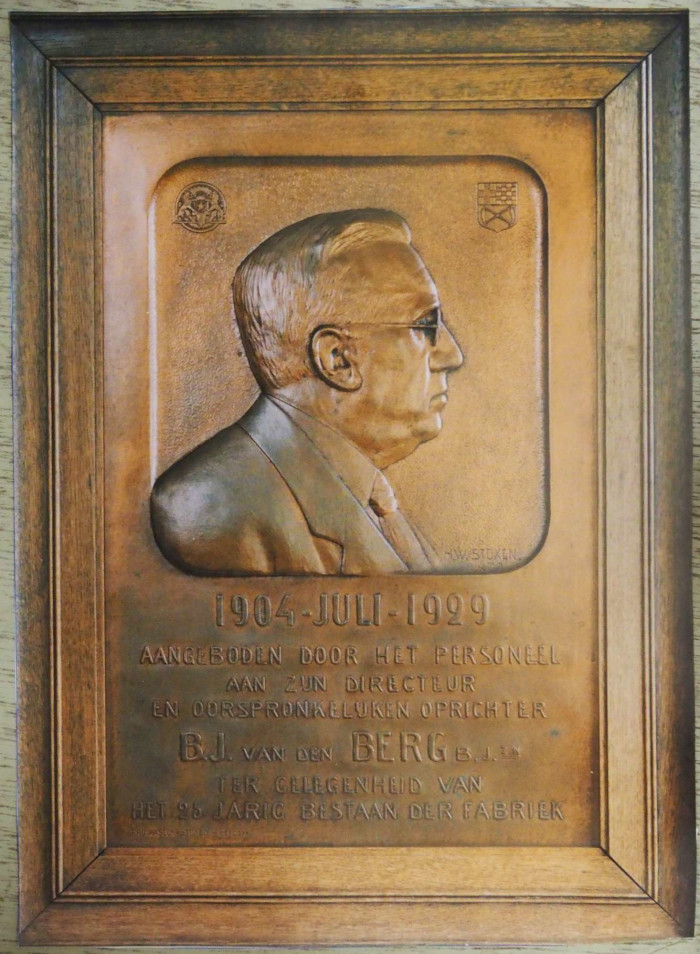 H.W. STOXEN.
1904-JULI-1929
AANGEBODEN DOOR HET PERSONEEL
AAN ZIJN DIRECTEUR
EN OORSPRONKELIJKEN OPRICHTER
B.J. VAN DEN BERG B.J.ZN
TER GELEGENHEID VAN
HET 25 JARIG BESTAAN DER FABRIEK